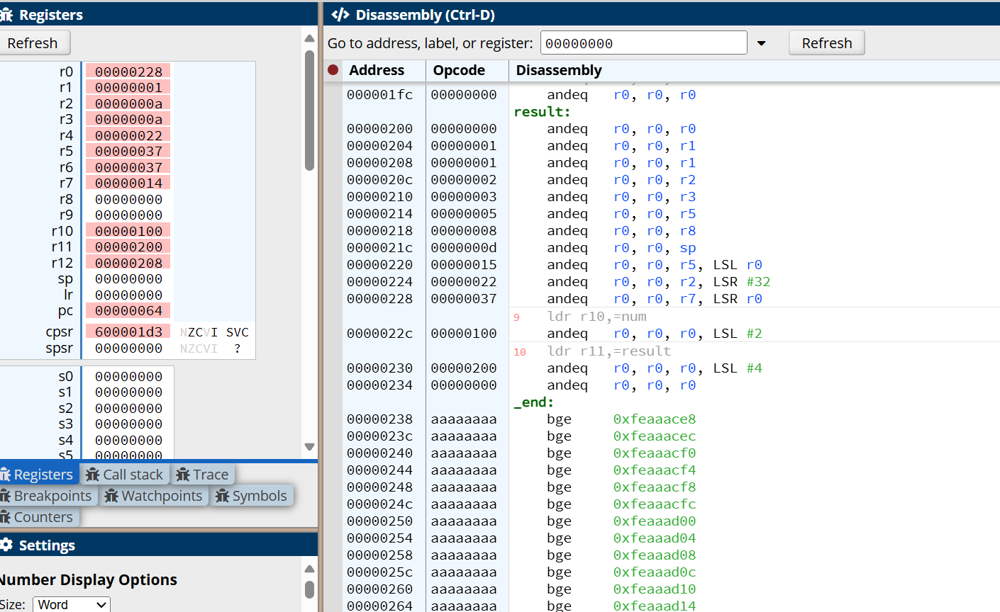 Registers
Refresh
r0 00000228
r1 00000001
r2 0000000a
r3 0000000a
r4 00000022
r5 00000037
r6 00000037
r7 00000014
r8 00000000
r9 00000000
r10 00000100
r11 00000200
r12 00000208
sp 00000000
lr 00000000
pc 00000064
cpsr 600001d3 NZCVI SVC
spsr 00000000 NZCVI ?
s0 00000000
s1 00000000
s2 00000000
s3 00000000
s4 00000000
s5 00000000
Registers Call stack Trace
Breakpoints Watchpoints Symbols
Counters
Settings
Number Display Options
Size: Word
Disassembly (Ctrl-D)
Go to address, label, or register: 00000000 Refresh
Address Opcode Disassembly
000001fc 00000000 andeq r0, r0, r0
result:
00000200 00000000 andeq r0, r0, r0
00000204 00000001 andeq r0, r0, r1
00000208 00000001 andeq r0, r0, r1
0000020c 00000002 andeq r0, r0, r2
00000210 00000003 andeq r0, r0, r3
00000214 00000005 andeq r0, r0, r5
00000218 00000008 andeq r0, r0, r8
0000021c 0000000d andeq r0, r0, sp
00000220 00000015 andeq r0, r0, r5, LSL r0
00000224 00000022 andeq r0, r0, r2, LSR #32
00000228 00000037 andeq r0, r0, r7, LSR r0
9 ldr r10,=num
0000022c 00000100 andeq r0, r0, r0, LSL #2
10 ldr r11,=result
00000230 00000200 andeq r0, r0, r0, LSL #4
00000234 00000000 andeq r0, r0, r0
_end:
00000238 aaaaaaaa bge 0xfeaaace8
0000023c aaaaaaaa bge 0xfeaaacec
00000240 aaaaaaaa bge 0xfeaaacf0
00000244 aaaaaaaa bge 0xfeaaacf4
00000248 aaaaaaaa bge 0xfeaaacf8
0000024c aaaaaaaa bge 0xfeaaacfc
00000250 aaaaaaaa bge 0xfeaaad00
00000254 aaaaaaaa bge 0xfeaaad04
00000258 aaaaaaaa bge 0xfeaaad08
0000025c aaaaaaaa bge 0xfeaaad0c
00000260 aaaaaaaa bge 0xfeaaad10
00000264 aaaaaaaa bge 0xfeaaad14